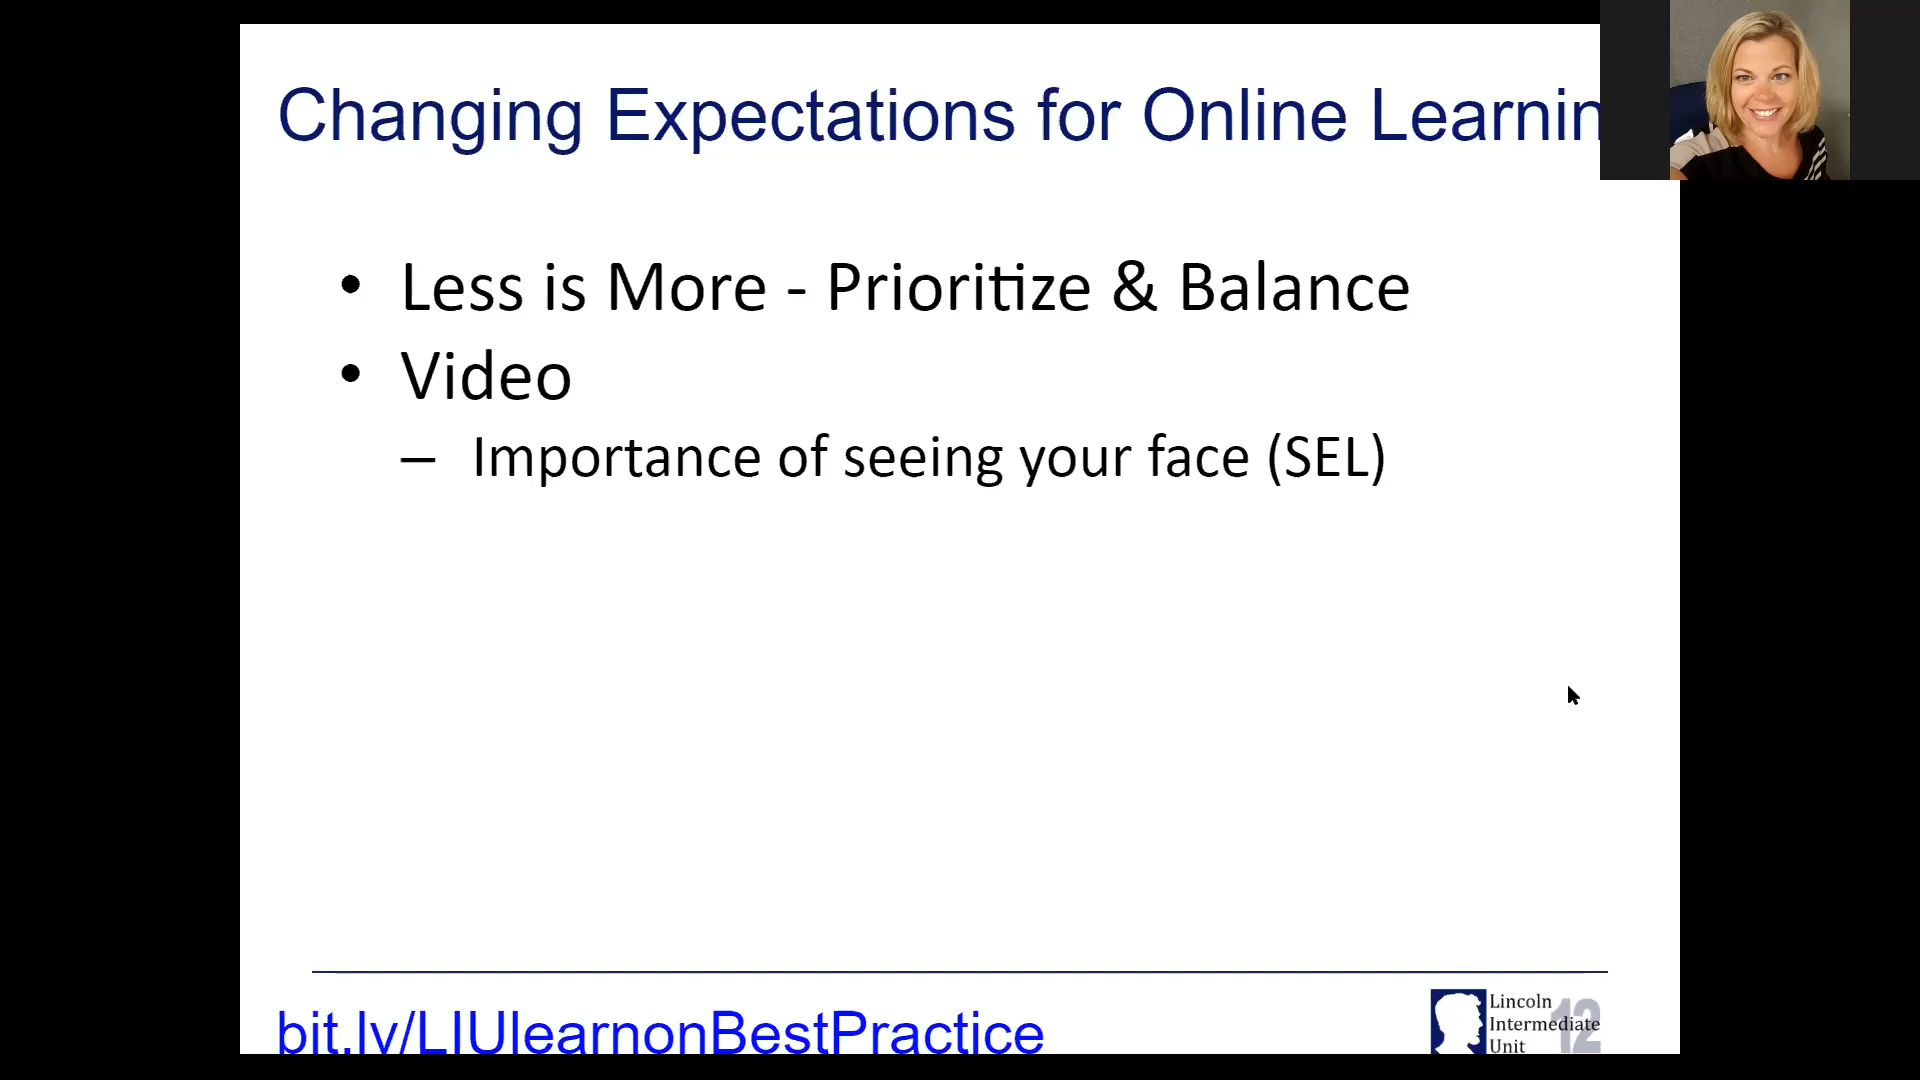 Changing Expectations for Online Learnin
• Less is More - Prioritize & Balance
• Video
– Importance of seeing your face (SEL)
bit.ly/LIUlearnonBestPractice
Lincoln
Intermediate
Unit
12